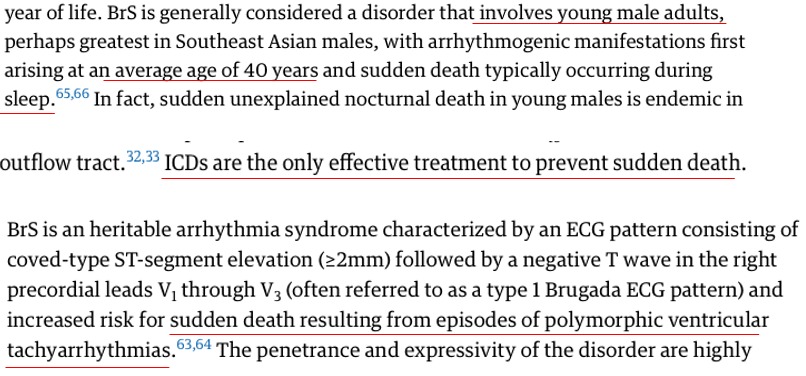 year of life. BrS is generally considered a disorder that involves young male adults,
perhaps greatest in Southeast Asian males, with arrhythmogenic manifestations first
arising at an average age of 40 years and sudden death typically occurring during
sleep.65,66 In fact, sudden unexplained nocturnal death in young males is endemic in
outflow tract.32,33 ICDs are the only effective treatment to prevent sudden death.
BrS is an heritable arrhythmia syndrome characterized by an ECG pattern consisting of
coved-type ST-segment elevation (≥2mm) followed by a negative T wave in the right
precordial leads V1 through V3 (often referred to as a type 1 Brugada ECG pattern) and
increased risk for sudden death resulting from episodes of polymorphic ventricular
tachyarrhythmias.63,64 The penetrance and expressivity of the disorder are highly